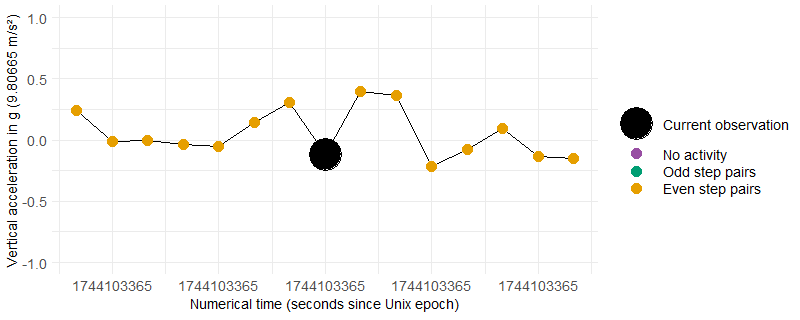 Vertical acceleration in g (9.80665 m/s²)
1.0
0.5
0.0
-0.5
-1.0
1744103365 1744103365 1744103365 1744103365 1744103365
Numerical time (seconds since Unix epoch)
Current observation
No activity
Odd step pairs
Even step pairs